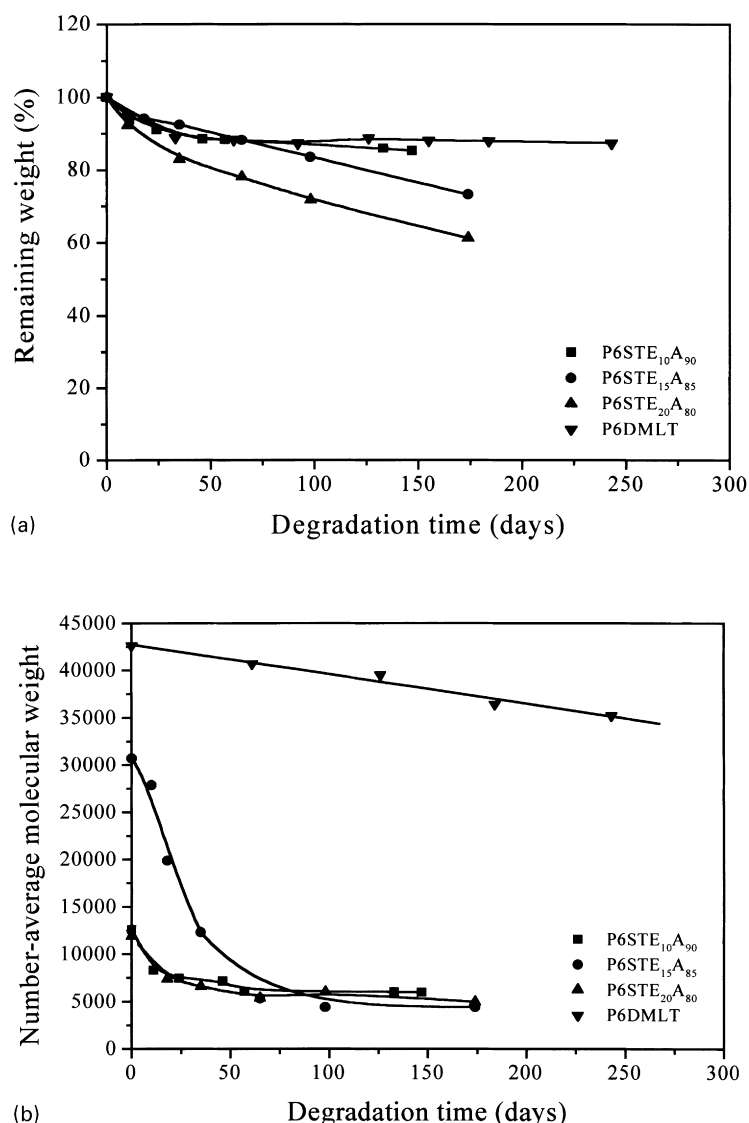 120
100
80
60
40
20
0
Remaining weight (%)
P6STE₁₀A₉₀
P6STE₁₅A₈₅
P6STE₂₀A₈₀
P6DMLT
0 50 100 150 200 250 300
Degradation time (days)
(a)
45000
40000
35000
30000
25000
20000
15000
10000
5000
0
Number-average molecular weight
P6STE₁₀A₉₀
P6STE₁₅A₈₅
P6STE₂₀A₈₀
P6DMLT
0 50 100 150 200 250 300
Degradation time (days)
(b)